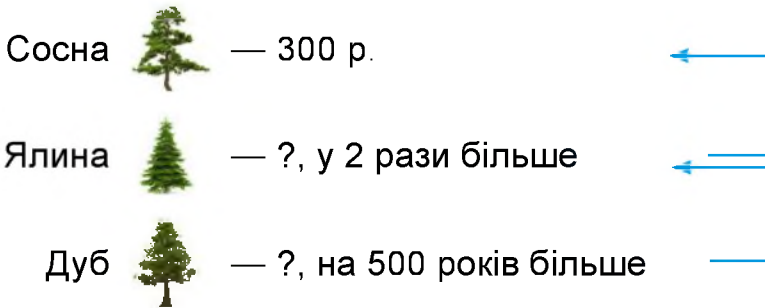 Сосна — 300 р.
Ялина — ?, у 2 рази більше
Дуб — ?, на 500 років більше